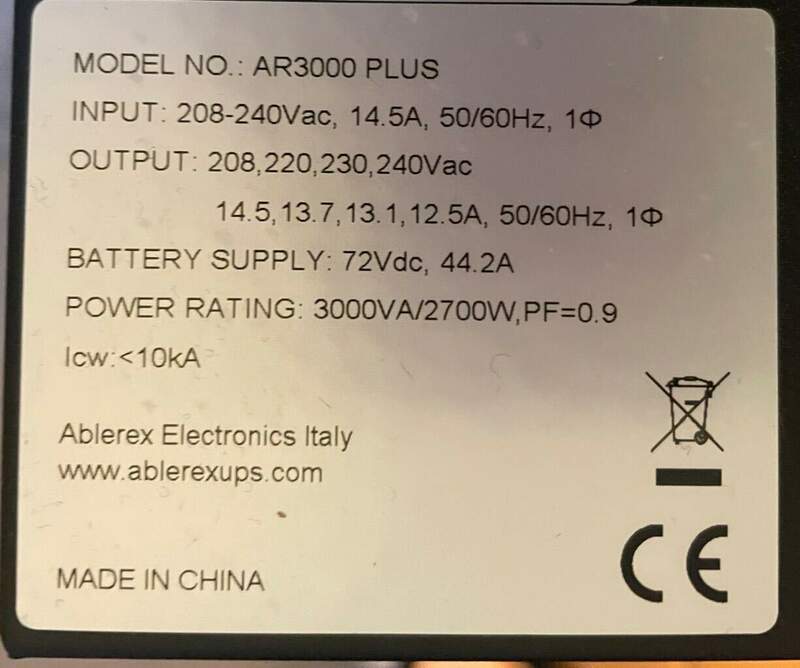 MODEL NO.: AR3000 PLUS
INPUT: 208-240Vac, 14.5A, 50/60Hz, 1Φ
OUTPUT: 208,220,230,240Vac
14.5,13.7,13.1,12.5A, 50/60Hz, 1Φ
BATTERY SUPPLY: 72Vdc, 44.2A
POWER RATING: 3000VA/2700W,PF=0.9
Icw:<10kA
Ablerex Electronics Italy
www.ablerexups.com
MADE IN CHINA
CE